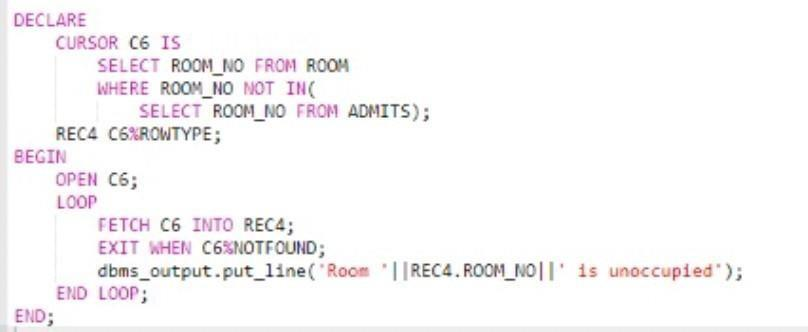 DECLARE
CURSOR C6 IS
SELECT ROOM_NO FROM ROOM
WHERE ROOM_NO NOT IN(
SELECT ROOM_NO FROM ADMITS);
REC4 C6%ROWTYPE;
BEGIN
OPEN C6;
LOOP
FETCH C6 INTO REC4;
EXIT WHEN C6%NOTFOUND;
dbms_output.put_line('Room '||REC4.ROOM_NO||' is unoccupied');
END LOOP;
END;